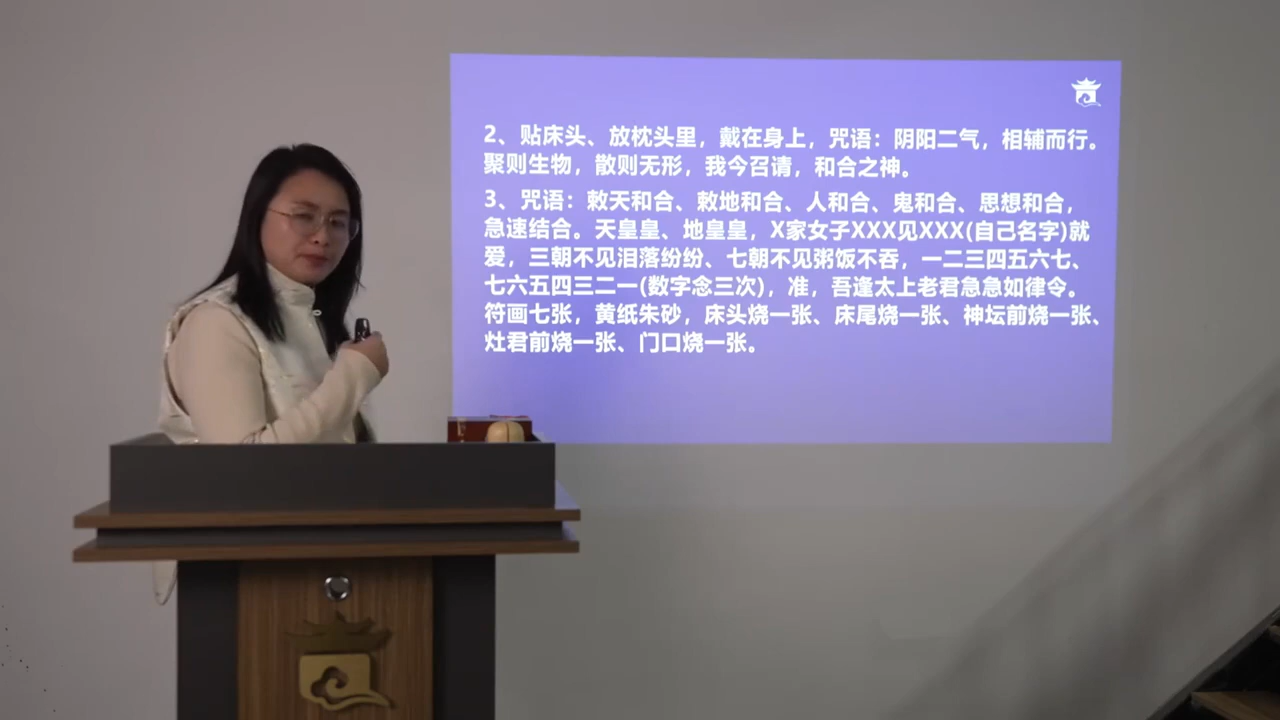 2、贴床头、放枕头里，戴在身上，咒语：阴阳二气，相辅而行。
聚则生物，散则无形，我今召请，和合之神。
3、咒语：敕天和合、敕地和合、人和合、鬼和合、思想和合，
急速结合。天皇皇、地皇皇，X家女子XXX见XXX(自己名字)就
爱，三朝不见泪落纷纷、七朝不见粥饭不吞，一二三四五六七、
七六五四三二一(数字念三次)，准，吾逢太上老君急急如律令。
符画七张，黄纸朱砂，床头烧一张、床尾烧一张、神坛前烧一张、
灶君前烧一张、门口烧一张。